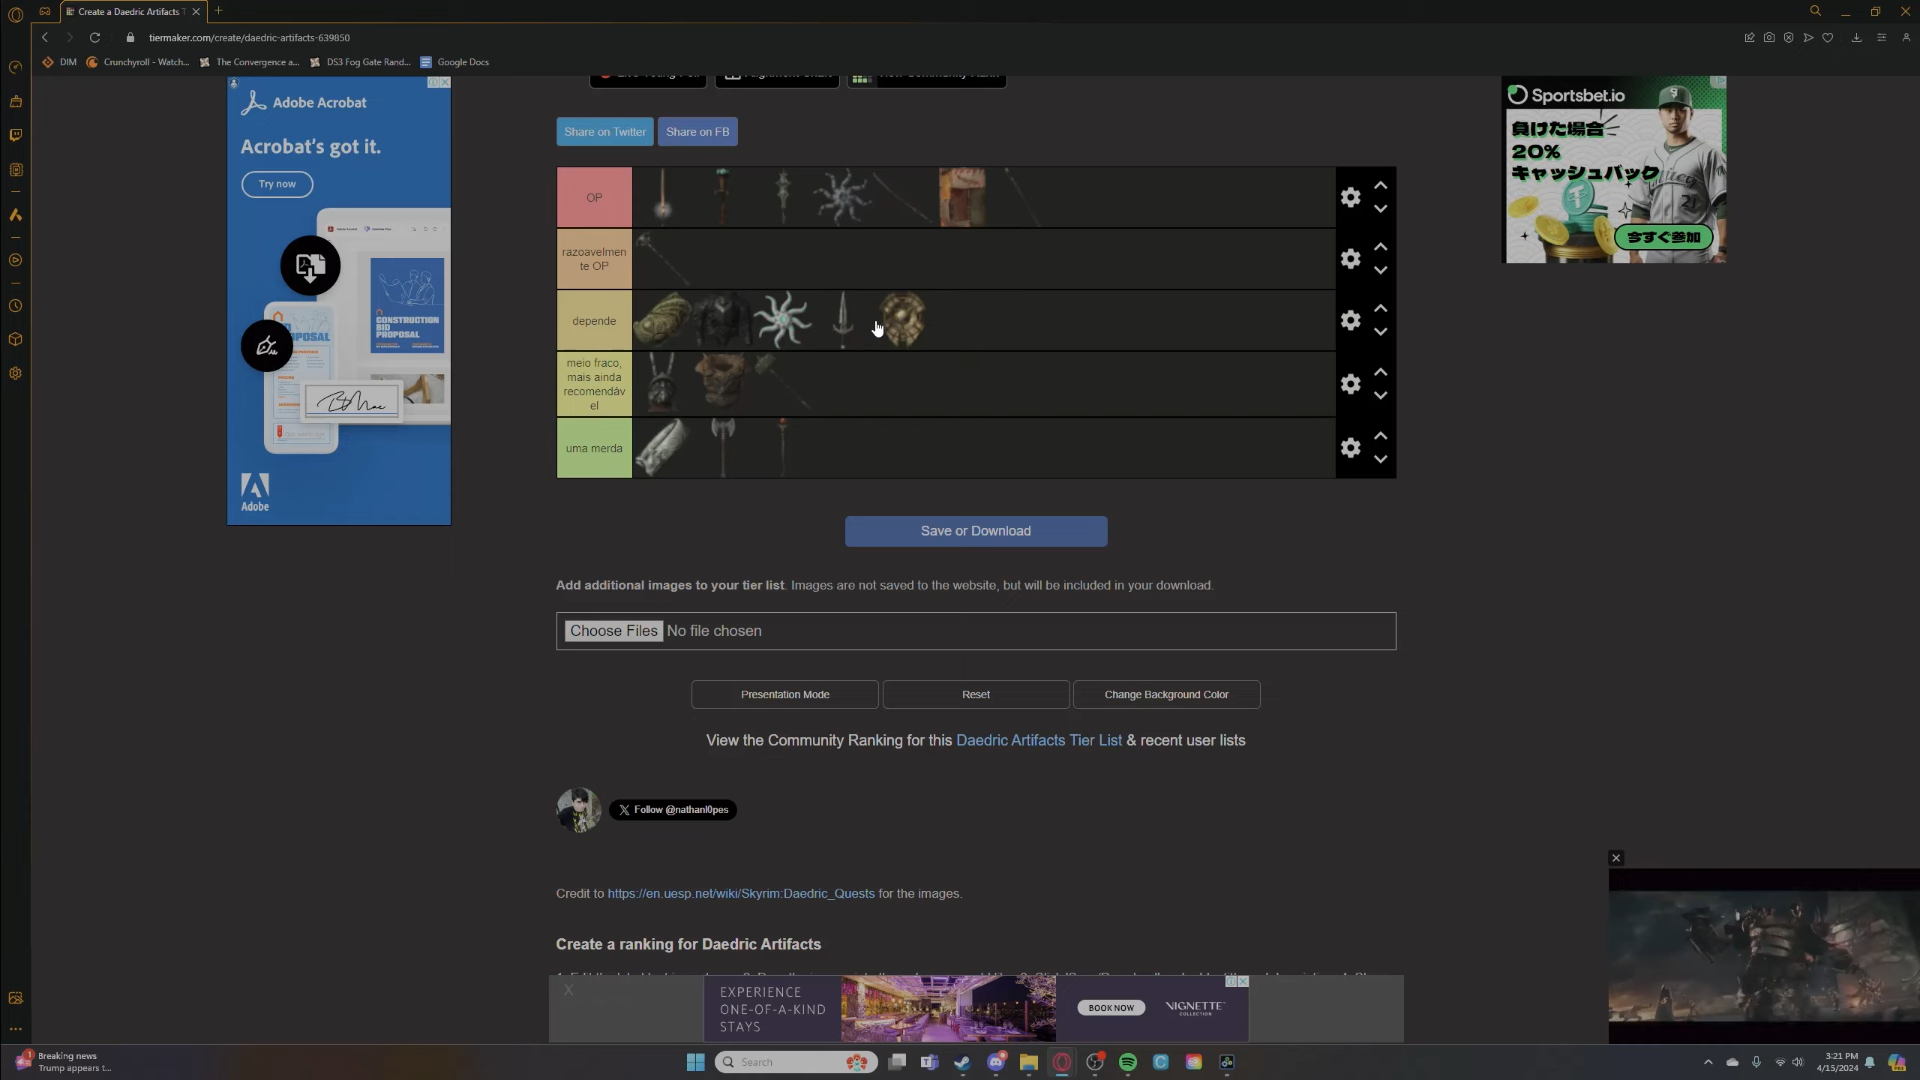 Create a Daedric Artifacts T
tiermaker.com/create/daedric-artifacts-639850
DIM
Crunchyroll - Watch...
The Convergence a...
DS3 Fog Gate Rand...
Google Docs
Adobe Acrobat
Acrobat's got it.
Try now
CONSTRUCTION
BID
PROPOSAL
Adobe
Share on Twitter
Share on FB
Sportsbet.io
負けた場合
20%
キャッシュバック
今すぐ参加
OP
razoavelmen
te OP
depende
meio fraco,
mais ainda
recomendáv
el
uma merda
Save or Download
Add additional images to your tier list. Images are not saved to the website, but will be included in your download.
Choose Files No file chosen
Presentation Mode
Reset
Change Background Color
View the Community Ranking for this Daedric Artifacts Tier List & recent user lists
Follow @nathanl0pes
Credit to https://en.uesp.net/wiki/Skyrim:Daedric_Quests for the images.
Create a ranking for Daedric Artifacts
EXPERIENCE
ONE-OF-A-KIND
STAYS
BOOK NOW
VIGNETTE
COLLECTION
Breaking news
Trump appears t...
Search
3:21 PM
4/15/2024